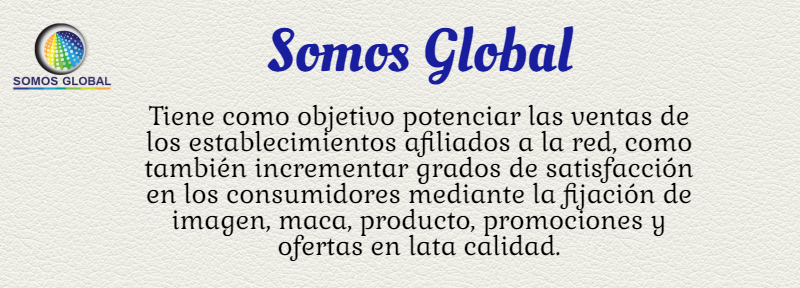 SOMOS GLOBAL
Somos Global
Tiene como objetivo potenciar las ventas de
los establecimientos afiliados a la red, como
también incrementar grados de satisfacción
en los consumidores mediante la fijación de
imagen, maca, producto, promociones y
ofertas en lata calidad.